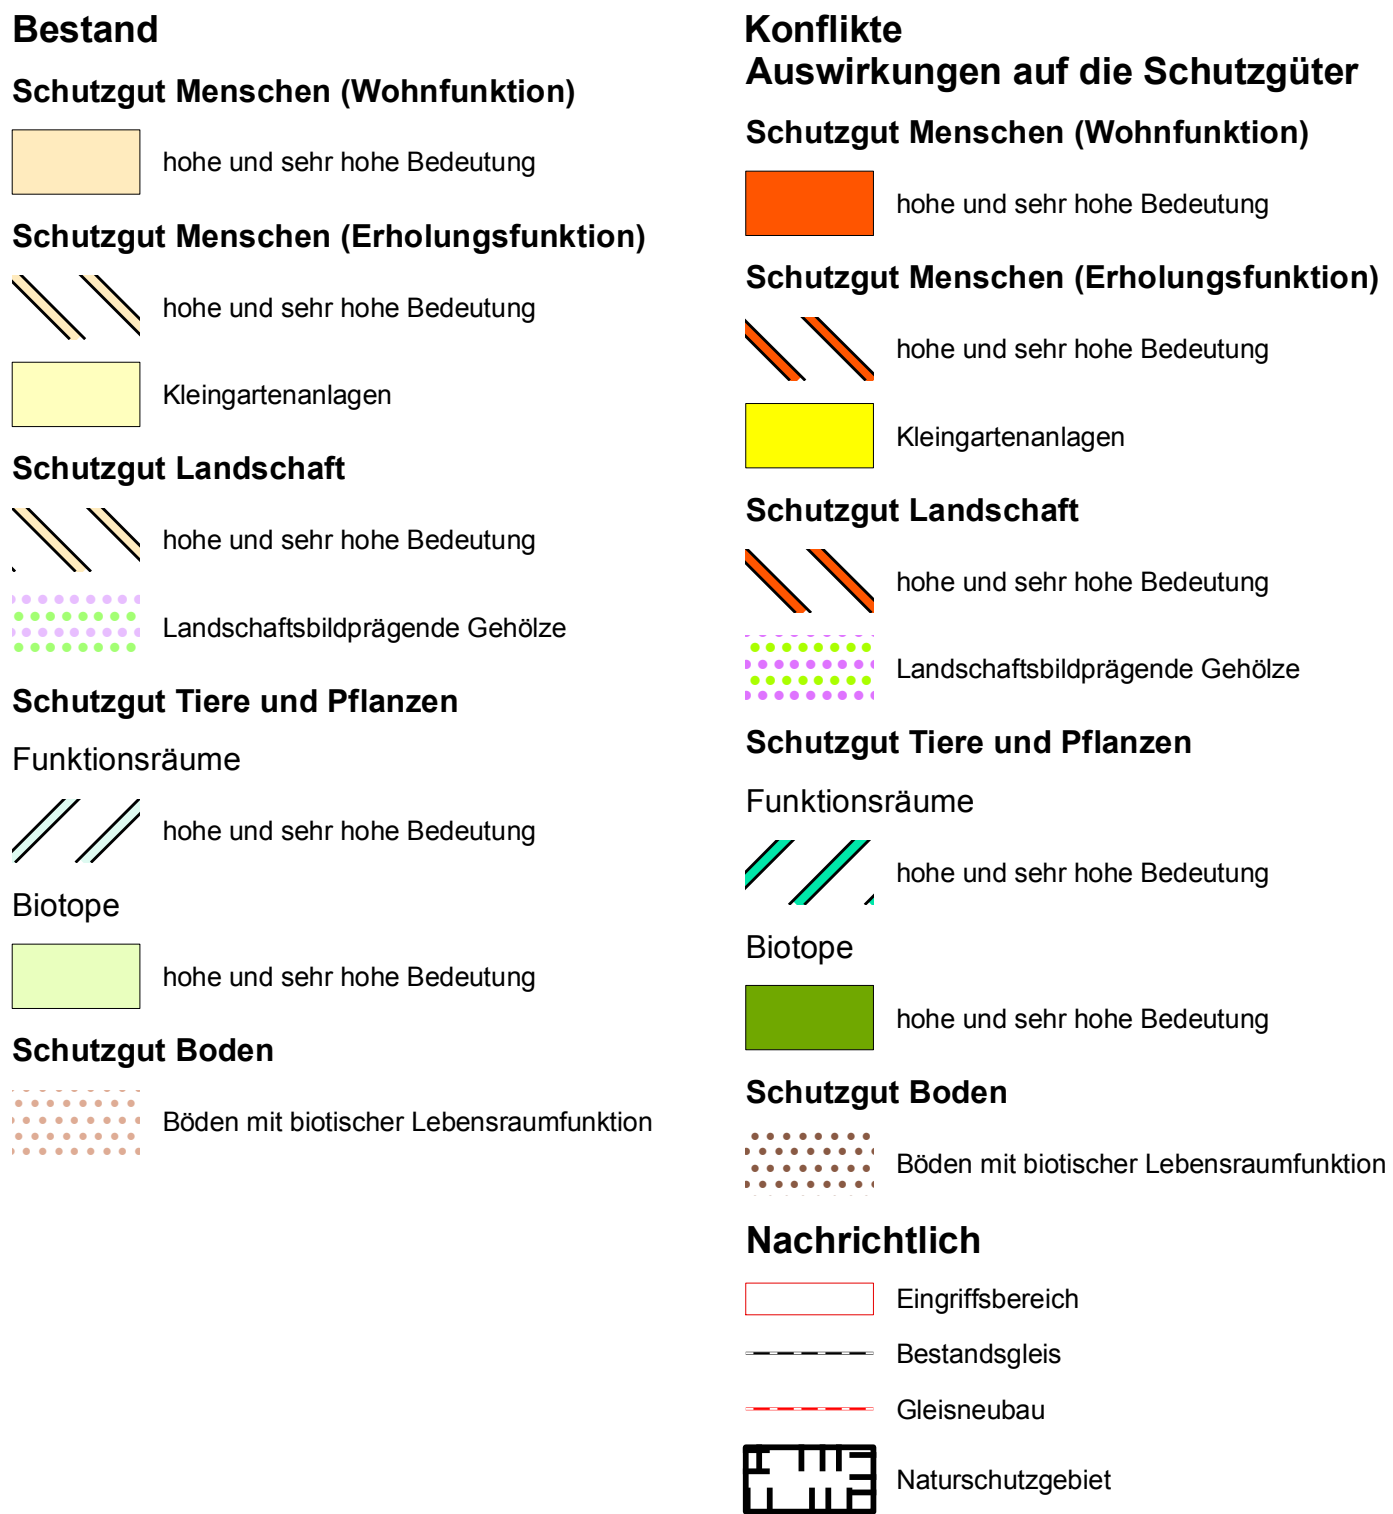 Bestand
Schutzgut Menschen (Wohnfunktion)
hohe und sehr hohe Bedeutung
Schutzgut Menschen (Erholungsfunktion)
hohe und sehr hohe Bedeutung
Kleingartenanlagen
Schutzgut Landschaft
hohe und sehr hohe Bedeutung
Landschaftsbildprägende Gehölze
Schutzgut Tiere und Pflanzen
Funktionsräume
hohe und sehr hohe Bedeutung
Biotope
hohe und sehr hohe Bedeutung
Schutzgut Boden
Böden mit biotischer Lebensraumfunktion
Konflikte
Auswirkungen auf die Schutzgüter
Schutzgut Menschen (Wohnfunktion)
hohe und sehr hohe Bedeutung
Schutzgut Menschen (Erholungsfunktion)
hohe und sehr hohe Bedeutung
Kleingartenanlagen
Schutzgut Landschaft
hohe und sehr hohe Bedeutung
Landschaftsbildprägende Gehölze
Schutzgut Tiere und Pflanzen
Funktionsräume
hohe und sehr hohe Bedeutung
Biotope
hohe und sehr hohe Bedeutung
Schutzgut Boden
Böden mit biotischer Lebensraumfunktion
Nachrichtlich
Eingriffsbereich
Bestandsgleis
Gleisneubau
Naturschutzgebiet